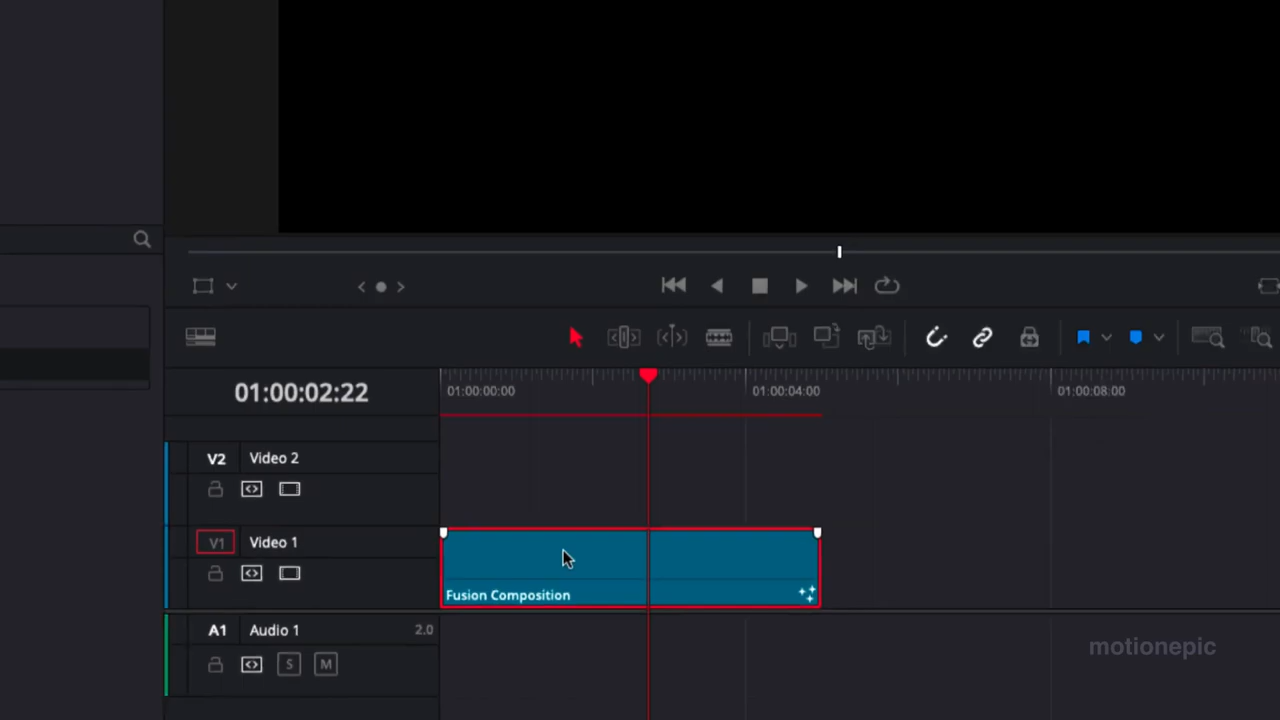 01:00:02:22
01:00:00:00
01:00:04:00
01:00:08:00
V2 Video 2
V1 Video 1
Fusion Composition
A1 Audio 1 2.0
S M
motionepic